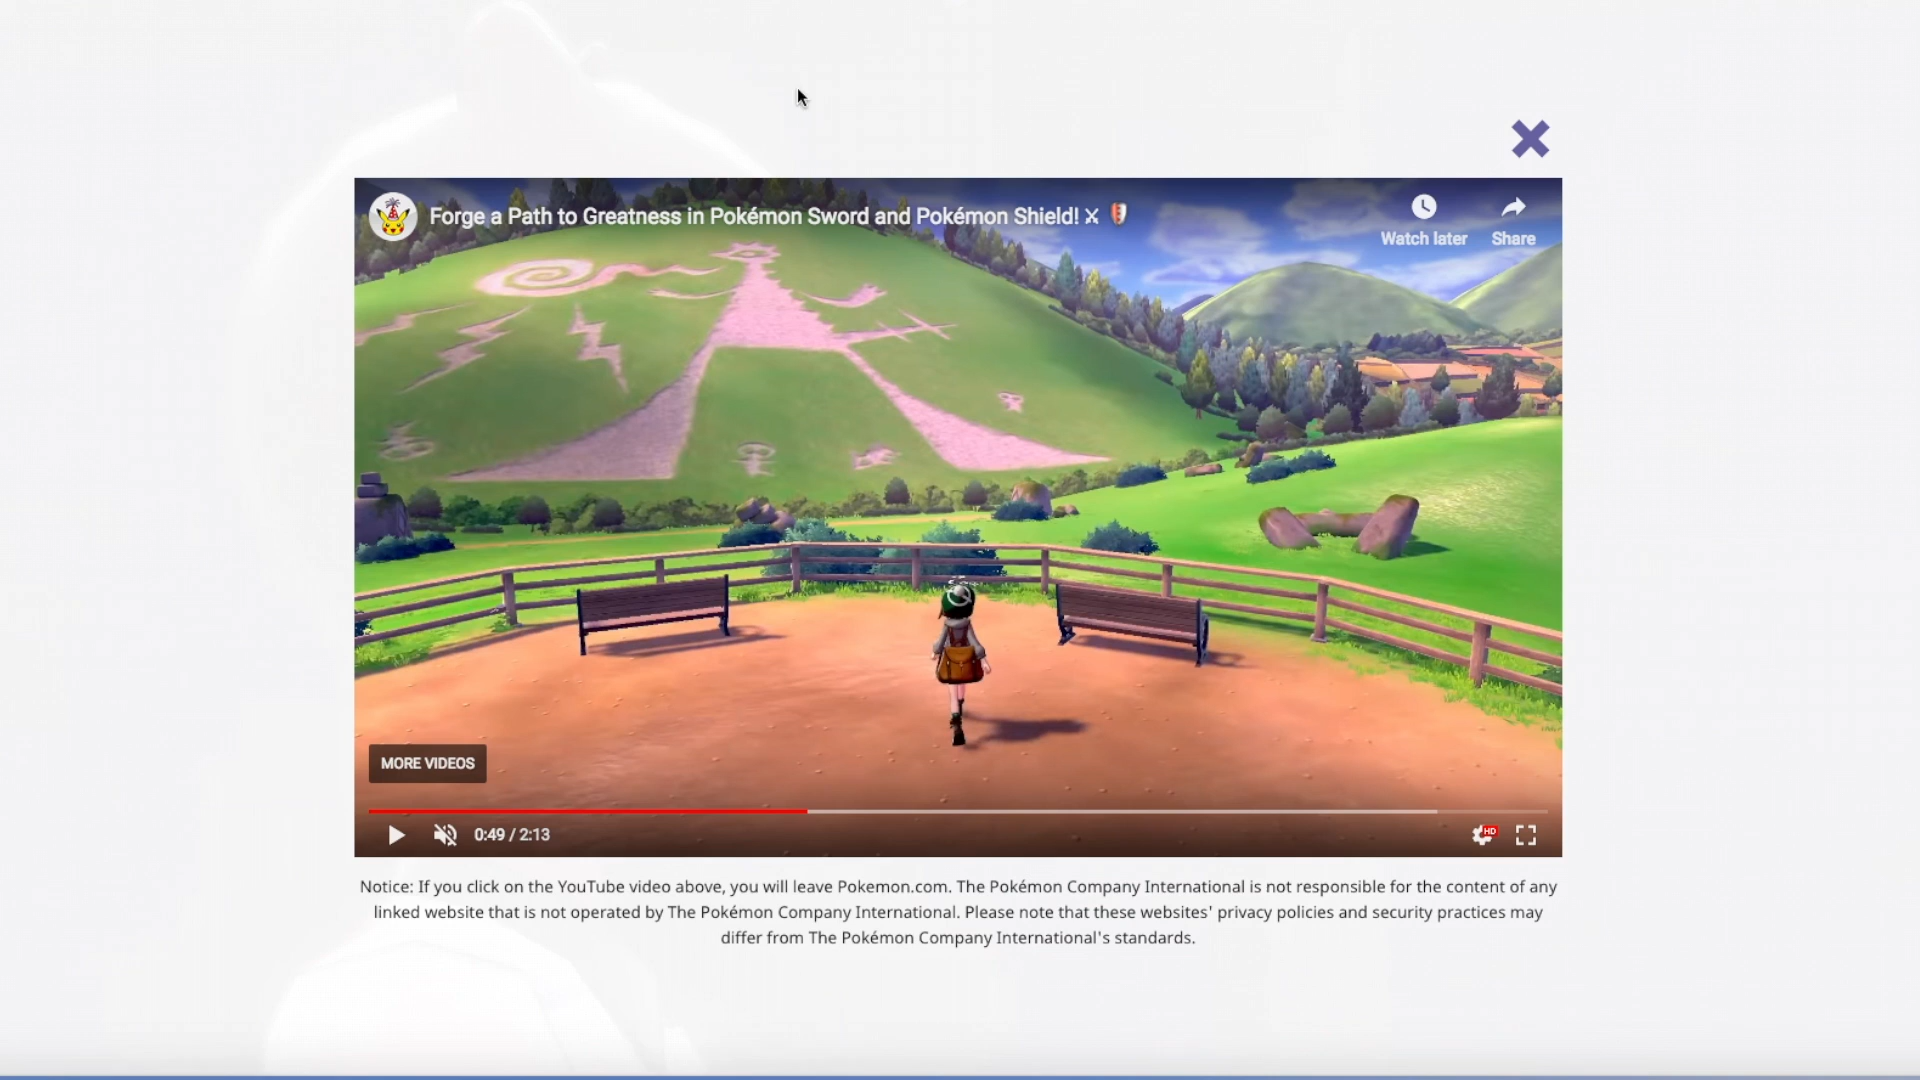 Forge a Path to Greatness in Pokémon Sword and Pokémon Shield! ⚔ 🛡
Watch later
Share
MORE VIDEOS
0:49 / 2:13
HD
Notice: If you click on the YouTube video above, you will leave Pokemon.com. The Pokémon Company International is not responsible for the content of any
linked website that is not operated by The Pokémon Company International. Please note that these websites' privacy policies and security practices may
differ from The Pokémon Company International's standards.